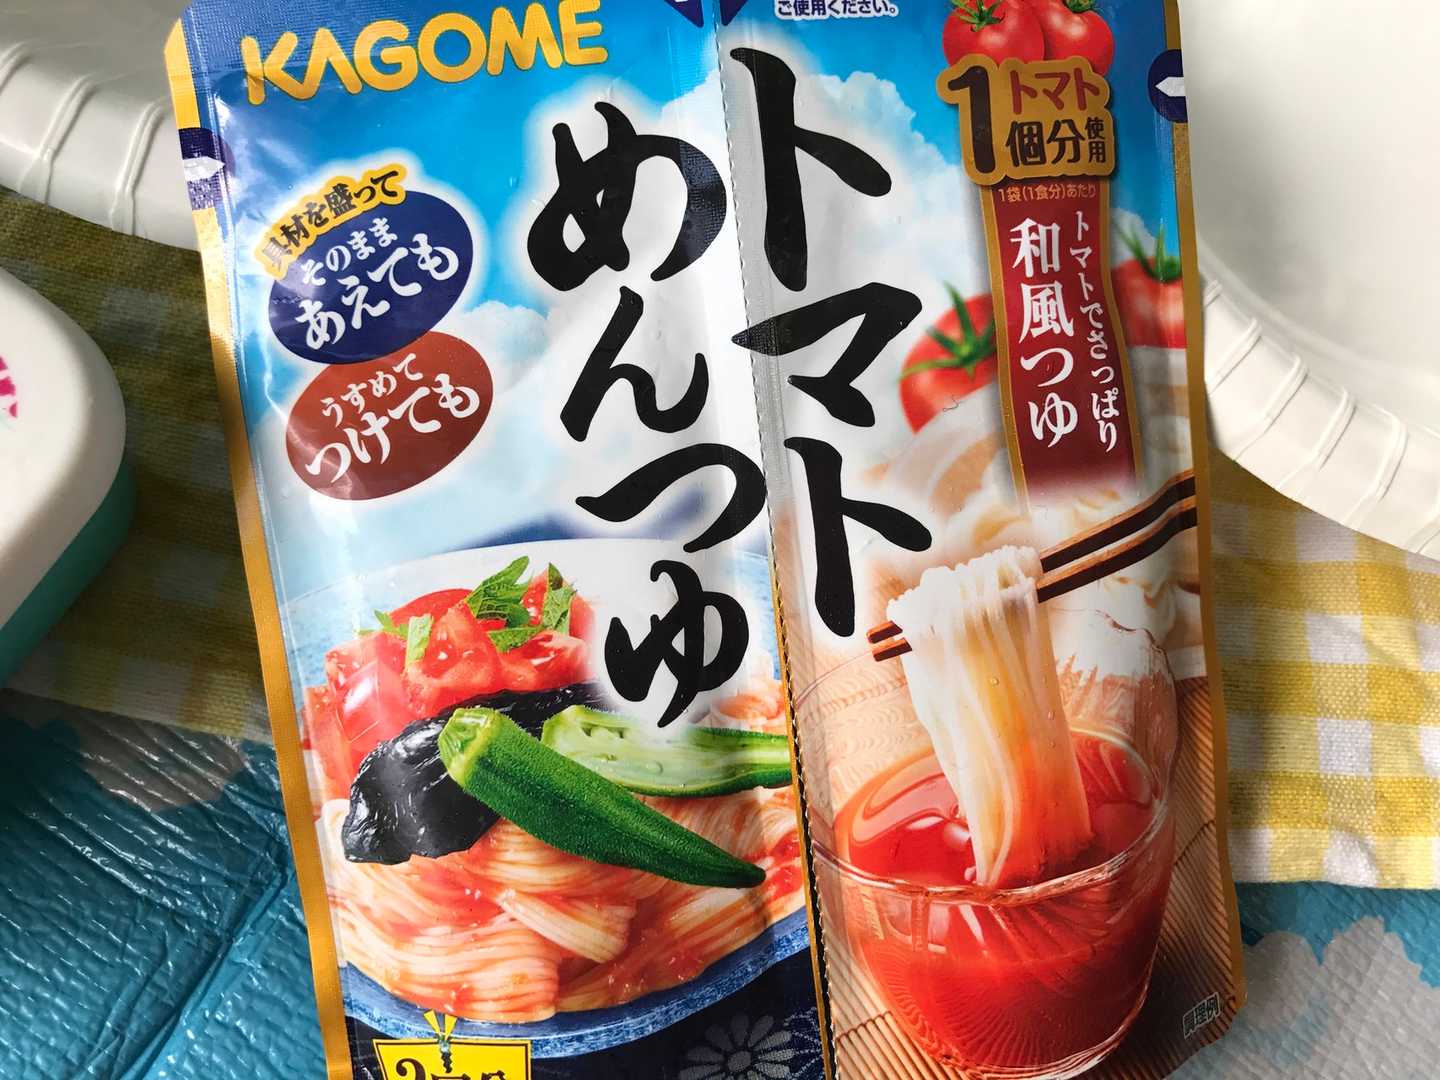 KAGOME
ご使用ください。
トマト
めんつゆ
具材を盛って
そのまま
あえても
うすめて
つけても
トマト
1個分使用
1袋(1食分)あたり
トマトでさっぱり
和風つゆ
調理例